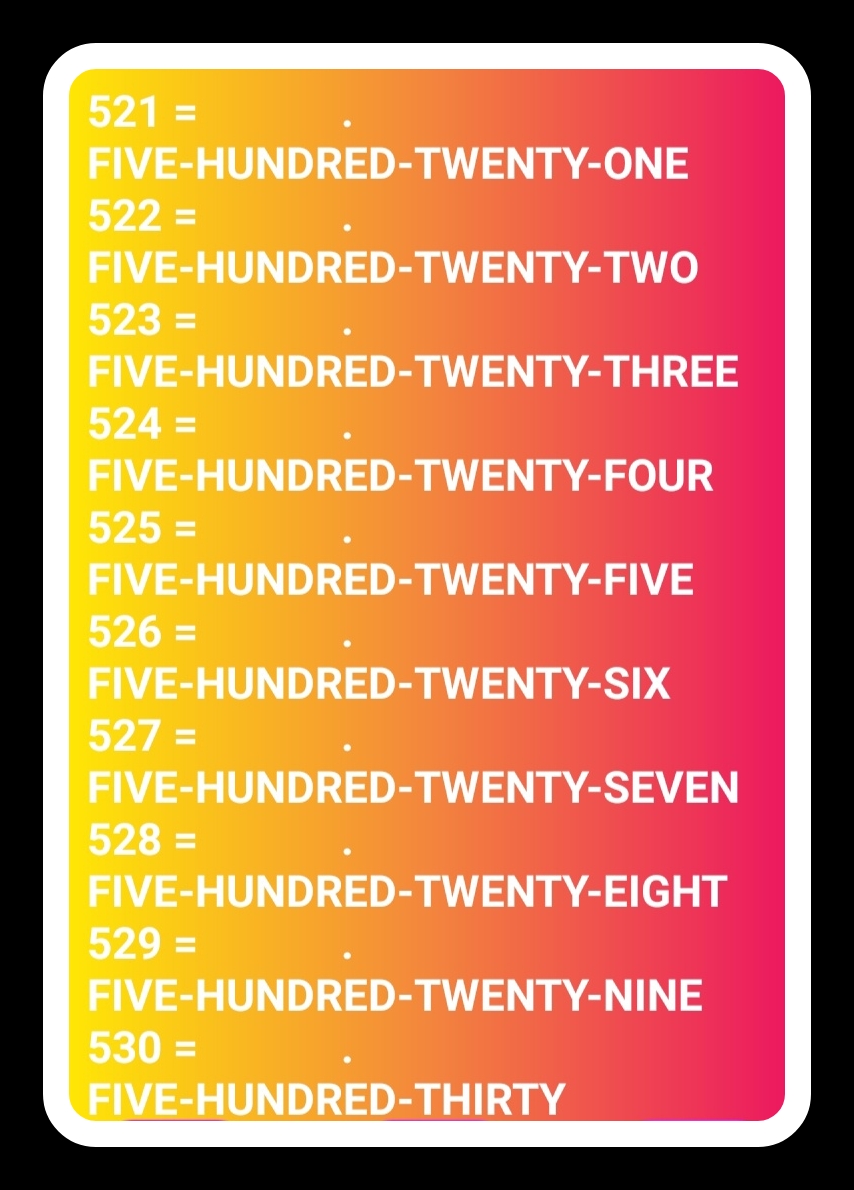 521 = .
FIVE-HUNDRED-TWENTY-ONE
522 = .
FIVE-HUNDRED-TWENTY-TWO
523 = .
FIVE-HUNDRED-TWENTY-THREE
524 = .
FIVE-HUNDRED-TWENTY-FOUR
525 = .
FIVE-HUNDRED-TWENTY-FIVE
526 = .
FIVE-HUNDRED-TWENTY-SIX
527 = .
FIVE-HUNDRED-TWENTY-SEVEN
528 = .
FIVE-HUNDRED-TWENTY-EIGHT
529 = .
FIVE-HUNDRED-TWENTY-NINE
530 = .
FIVE-HUNDRED-THIRTY